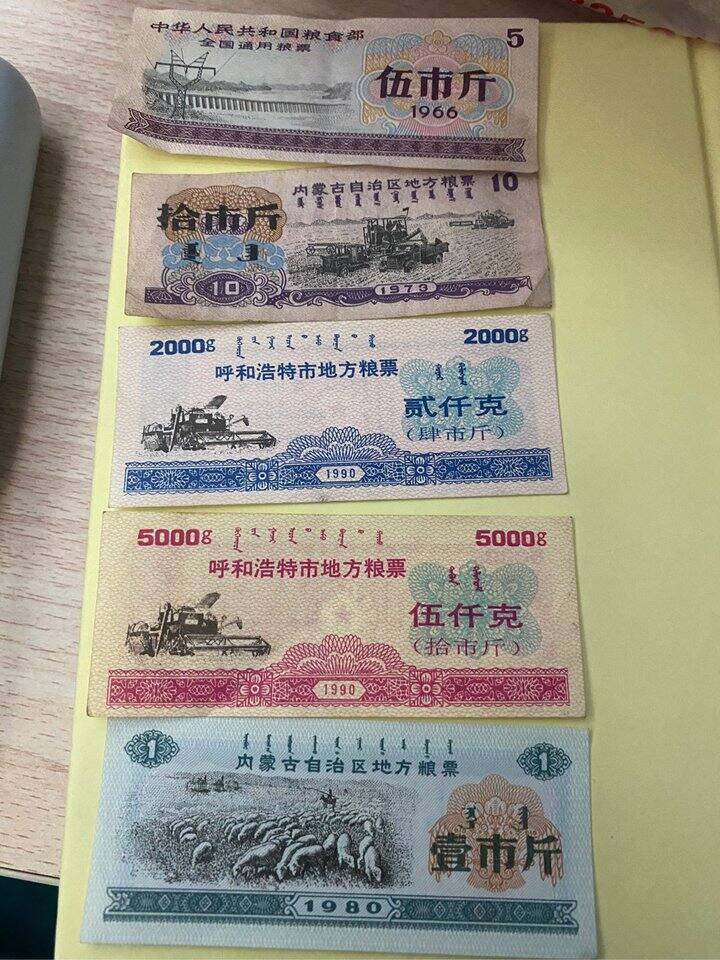 中华人民共和国粮食部
5
全国通用粮票
伍市斤
1966
内蒙古自治区地方粮票
10
拾市斤
10
1973
2000g
2000g
呼和浩特市地方粮票
贰仟克
(肆市斤)
1990
5000g
5000g
呼和浩特市地方粮票
伍仟克
(拾市斤)
1990
1
1
内蒙古自治区地方粮票
壹市斤
1980